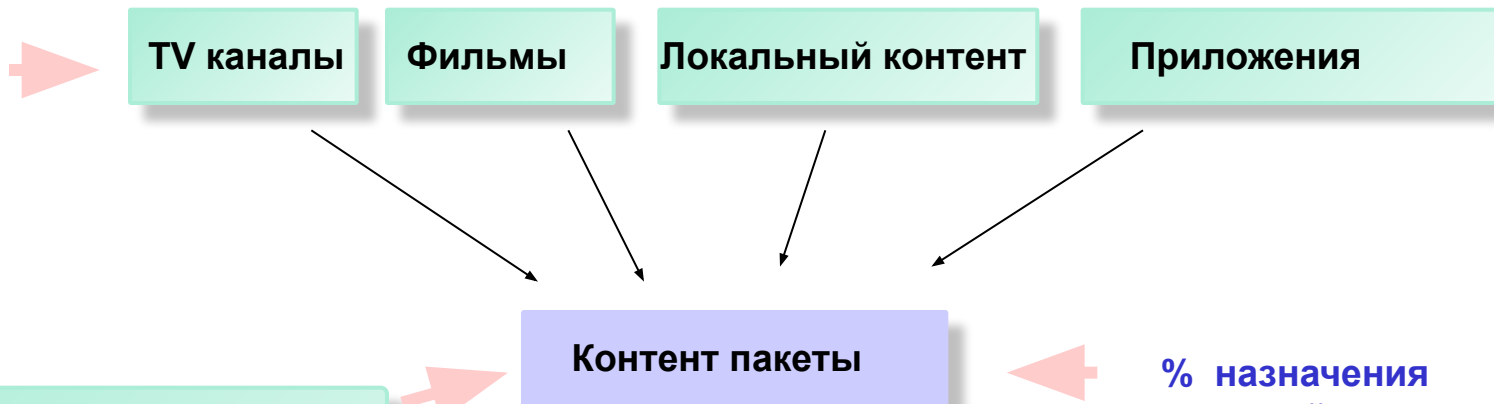 TV каналы
Фильмы
Локальный контент
Приложения
Контент пакеты
% назначения